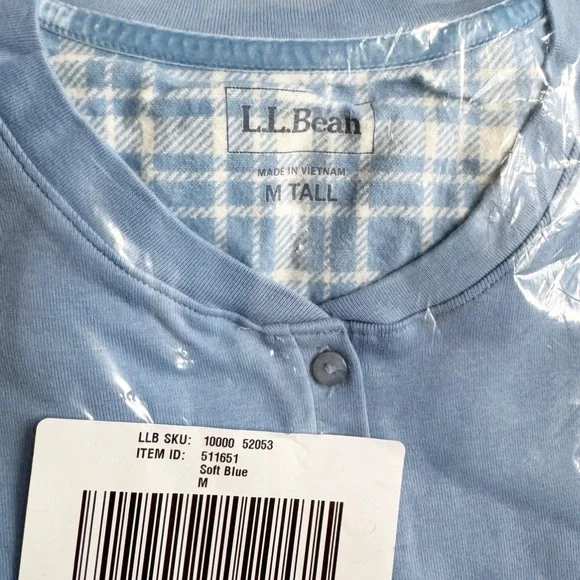 L.L.Bean
MADE IN VIETNAM
M TALL
LLB SKU: 10000 52053
ITEM ID: 511651
Soft Blue
M